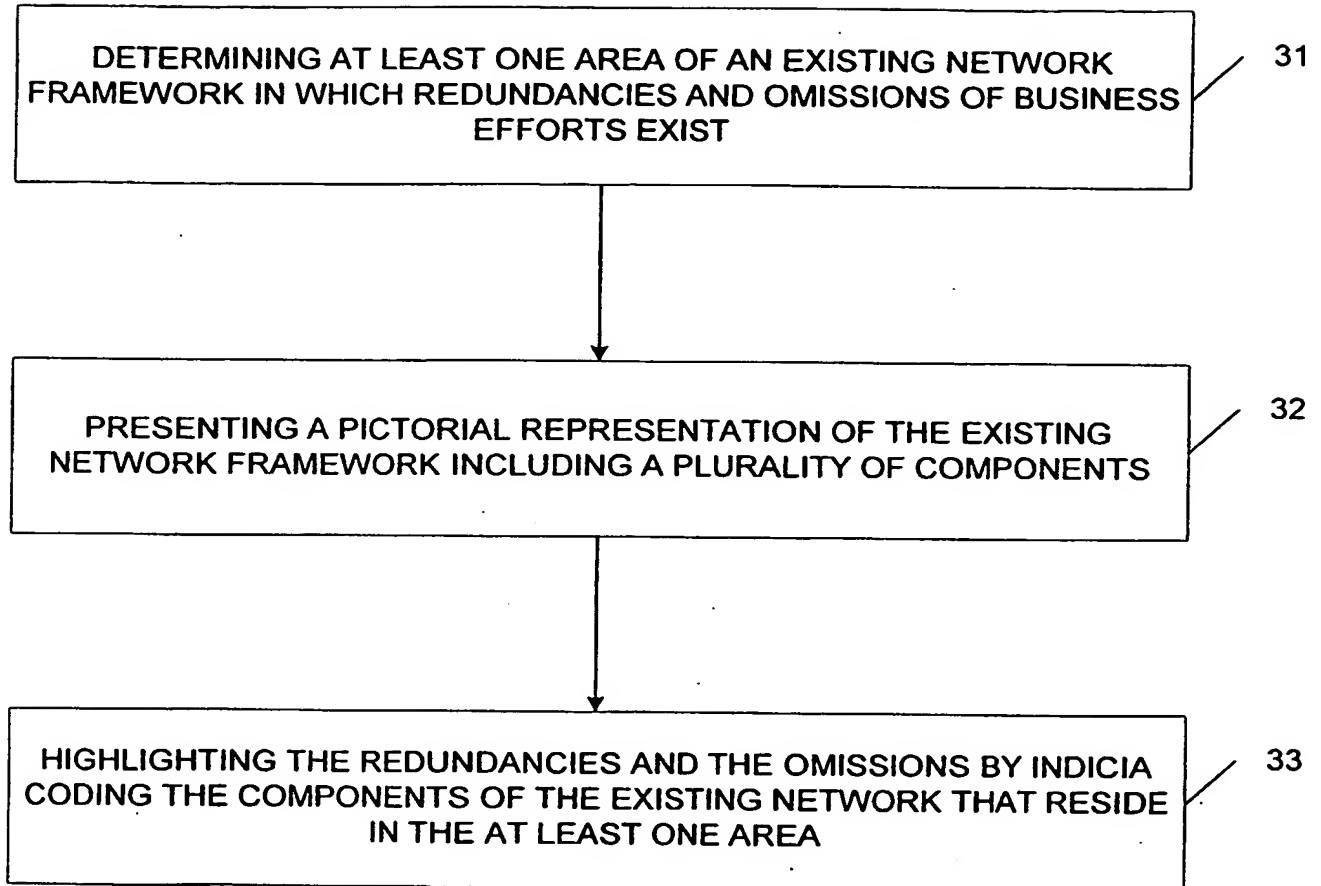 DETERMINING AT LEAST ONE AREA OF AN EXISTING NETWORK
FRAMEWORK IN WHICH REDUNDANCIES AND OMISSIONS OF BUSINESS
EFFORTS EXIST
31
PRESENTING A PICTORIAL REPRESENTATION OF THE EXISTING
NETWORK FRAMEWORK INCLUDING A PLURALITY OF COMPONENTS
32
HIGHLIGHTING THE REDUNDANCIES AND THE OMISSIONS BY INDICIA
CODING THE COMPONENTS OF THE EXISTING NETWORK THAT RESIDE
IN THE AT LEAST ONE AREA
33